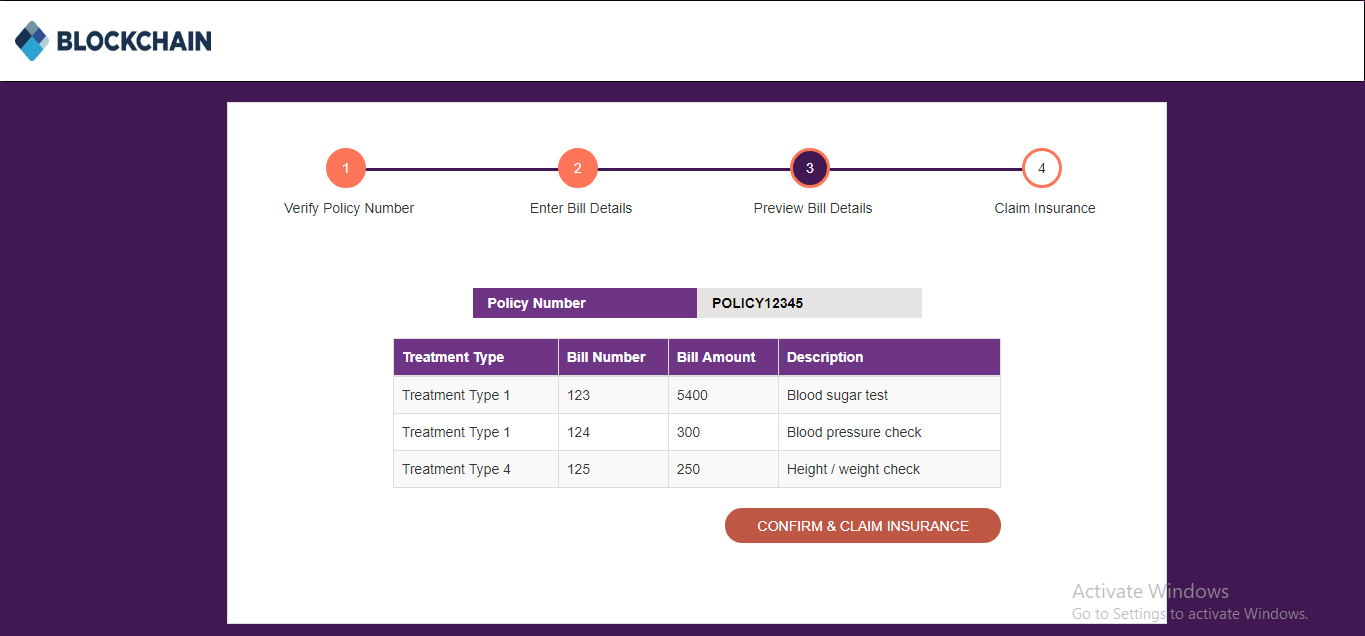 BLOCKCHAIN
1 2 3 4
Verify Policy Number Enter Bill Details Preview Bill Details Claim Insurance
Policy Number POLICY12345
Treatment Type Bill Number Bill Amount Description
Treatment Type 1 123 5400 Blood sugar test
Treatment Type 1 124 300 Blood pressure check
Treatment Type 4 125 250 Height / weight check
CONFIRM & CLAIM INSURANCE
Activate Windows
Go to Settings to activate Windows.